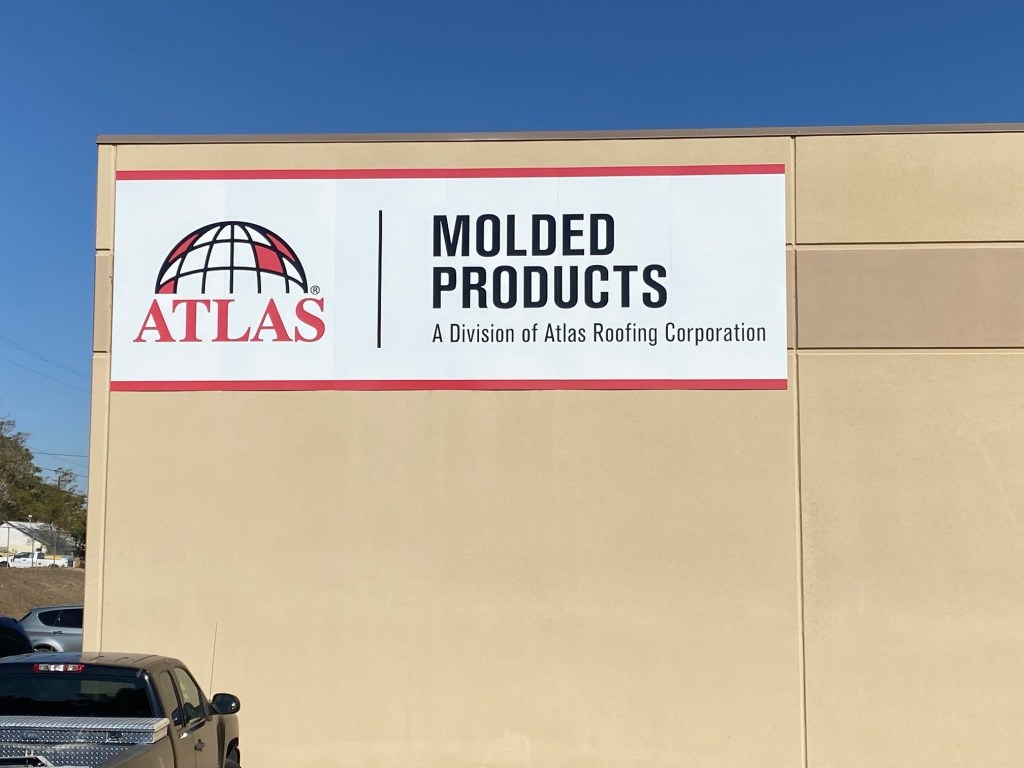 ATLAS®
MOLDED
PRODUCTS
A Division of Atlas Roofing Corporation